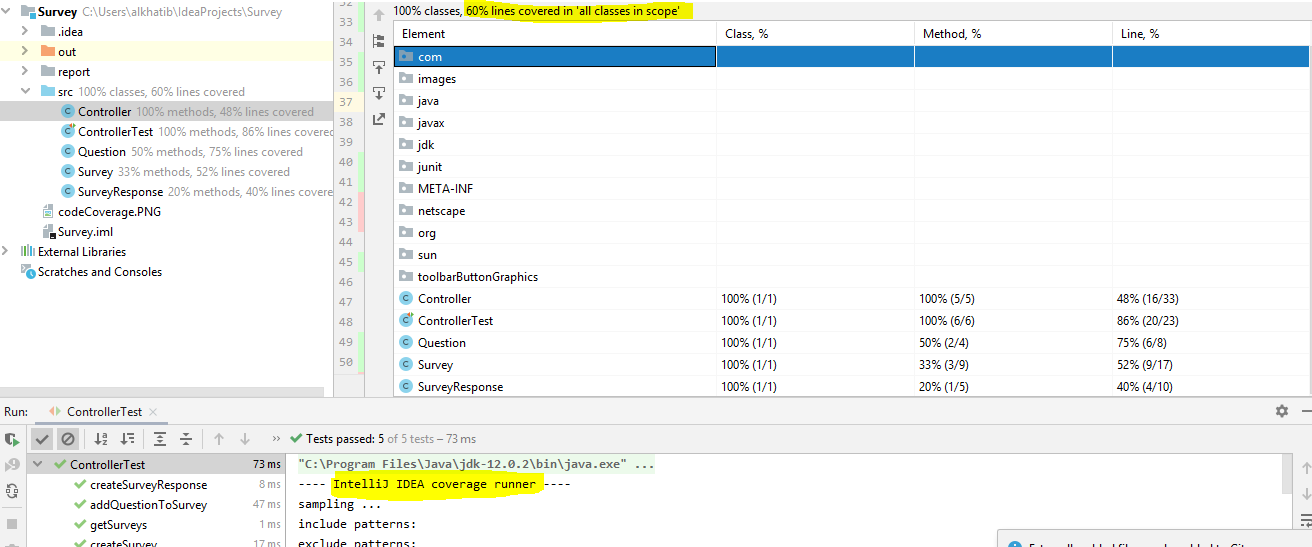 Survey C:\Users\alkhatib\IdeaProjects\Survey
.idea
out
report
src 100% classes, 60% lines covered
Controller 100% methods, 48% lines covered
ControllerTest 100% methods, 86% lines covered
Question 50% methods, 75% lines covered
Survey 33% methods, 52% lines covered
SurveyResponse 20% methods, 40% lines covered
codeCoverage.PNG
Survey.iml
External Libraries
Scratches and Consoles
32
33
34
35
36
37
38
39
40
41
42
43
44
45
46
47
48
49
50
100% classes, 60% lines covered in 'all classes in scope'
Element Class, % Method, % Line, %
com
images
java
javax
jdk
junit
META-INF
netscape
org
sun
toolbarButtonGraphics
Controller 100% (1/1) 100% (5/5) 48% (16/33)
ControllerTest 100% (1/1) 100% (6/6) 86% (20/23)
Question 100% (1/1) 50% (2/4) 75% (6/8)
Survey 100% (1/1) 33% (3/9) 52% (9/17)
SurveyResponse 100% (1/1) 20% (1/5) 40% (4/10)
Run: ControllerTest
Tests passed: 5 of 5 tests – 73 ms
ControllerTest 73 ms
createSurveyResponse 8 ms
addQuestionToSurvey 47 ms
getSurveys 1 ms
createSurvey 17 ms
"C:\Program Files\Java\jdk-12.0.2\bin\java.exe" ...
---- IntelliJ IDEA coverage runner ----
sampling ...
include patterns:
exclude patterns: